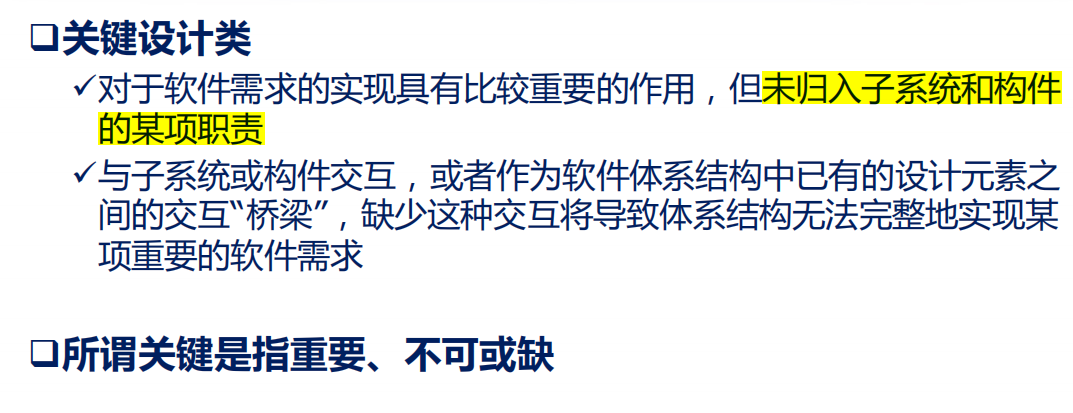 ❑关键设计类
✓对于软件需求的实现具有比较重要的作用，但未归入子系统和构件
的某项职责
✓与子系统或构件交互，或者作为软件体系结构中已有的设计元素之
间的交互“桥梁”，缺少这种交互将导致体系结构无法完整地实现某
项重要的软件需求
❑所谓关键是指重要、不可或缺